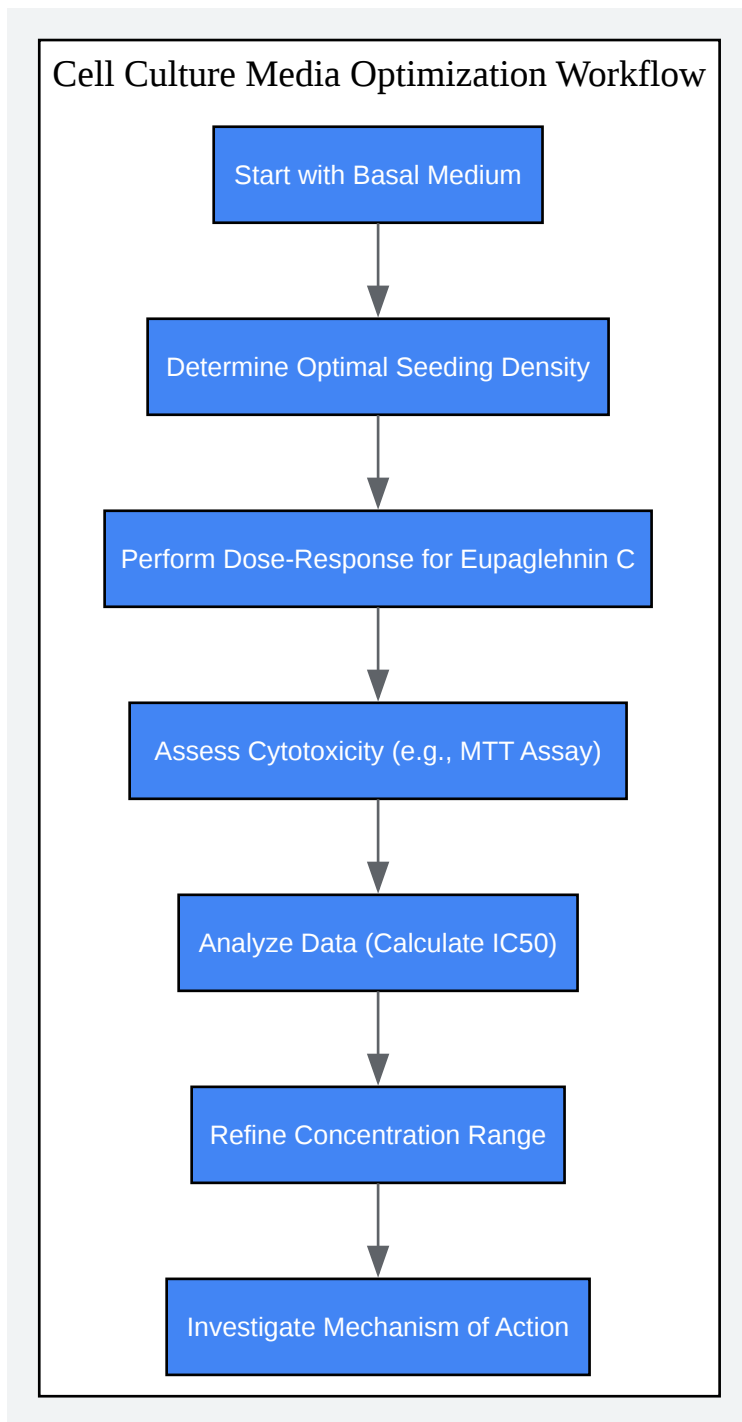 Cell Culture Media Optimization Workflow
Start with Basal Medium
Determine Optimal Seeding Density
Perform Dose-Response for Eupaglehnin C
Assess Cytotoxicity (e.g., MTT Assay)
Analyze Data (Calculate IC50)
Refine Concentration Range
Investigate Mechanism of Action